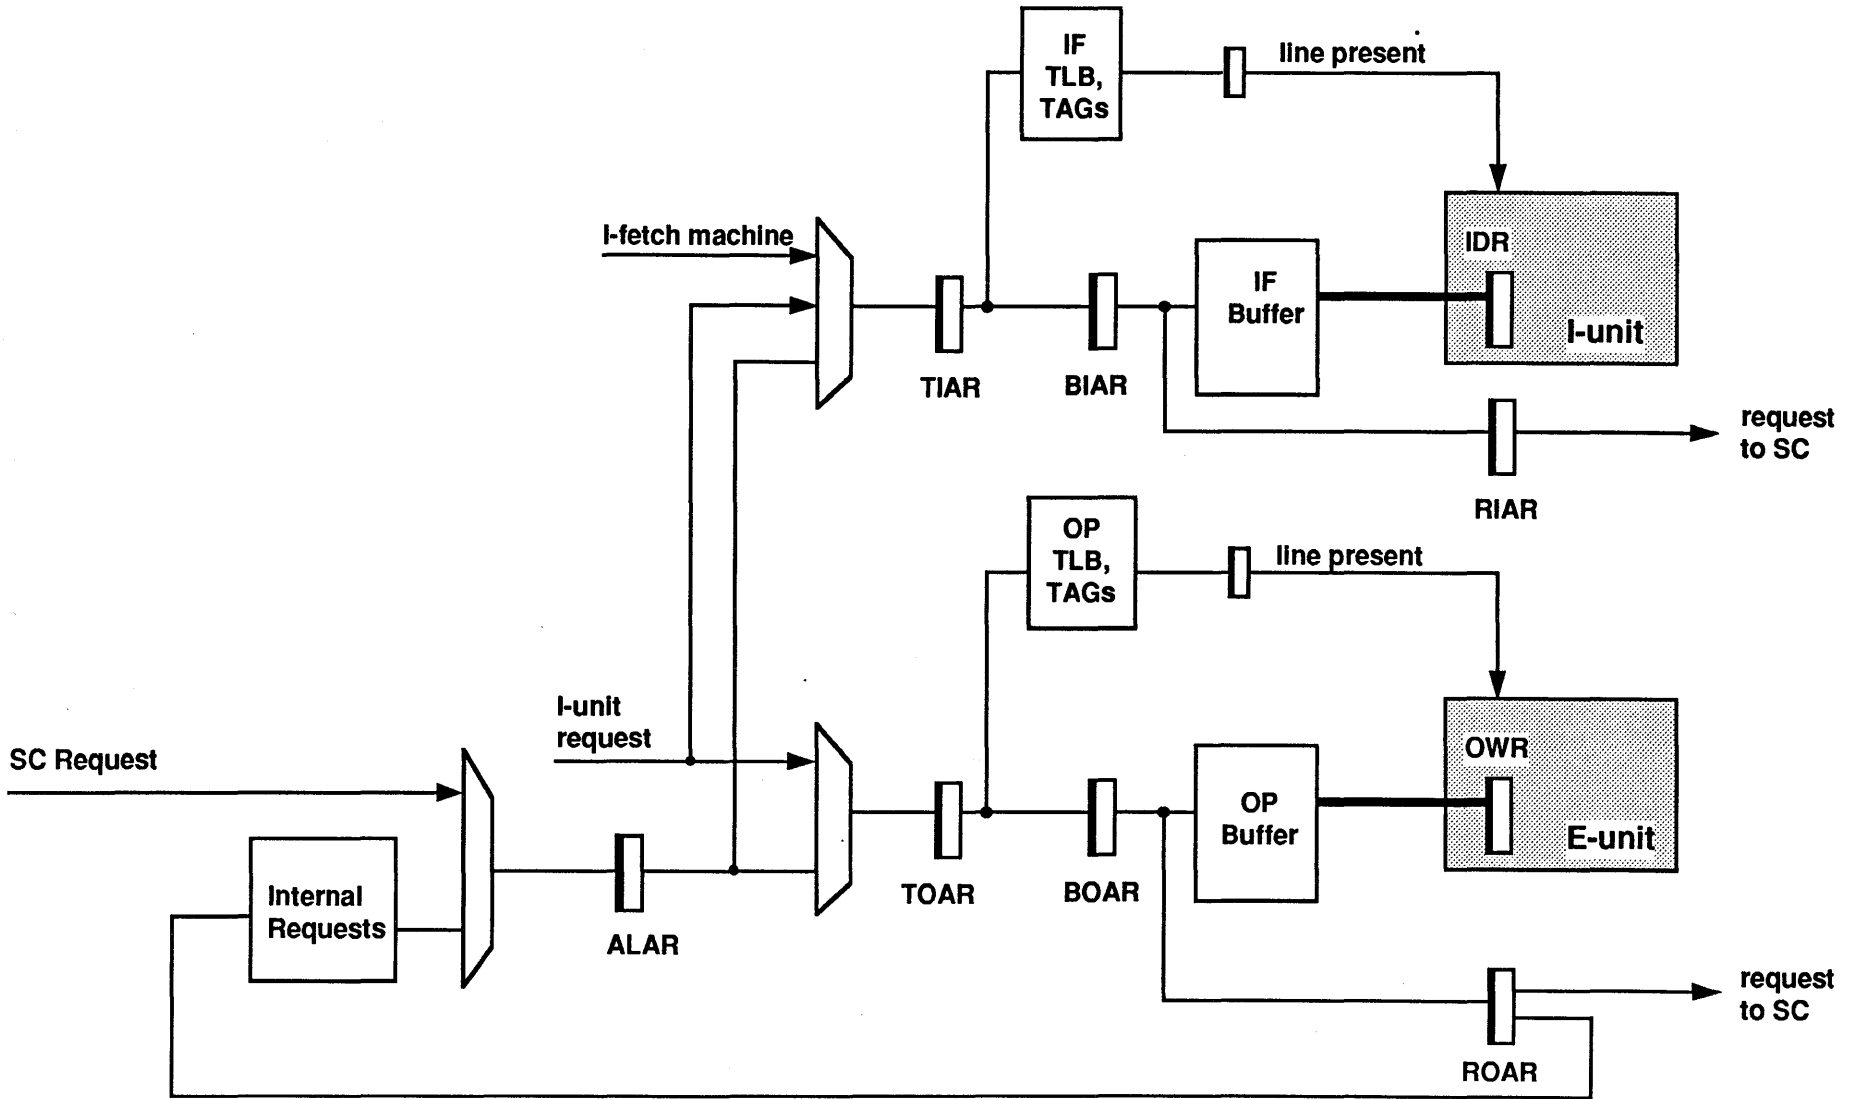 IF
TLB,
TAGs
line present
I-fetch machine
IDR
IF
Buffer
I-unit
TIAR
BIAR
request
to SC
RIAR
OP
TLB,
TAGs
line present
I-unit
request
SC Request
OWR
OP
Buffer
E-unit
Internal
Requests
TOAR
BOAR
ALAR
request
to SC
ROAR